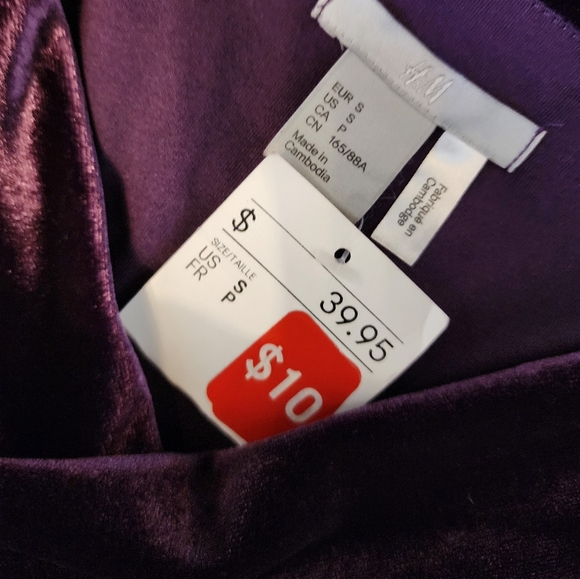 H&M
EUR S
US S
CA P
CN 165/88A
Made in
Cambodia
Fabriqué en
Cambodge
$ 39.95
SIZE/TAILLE
US S
FR P
$10